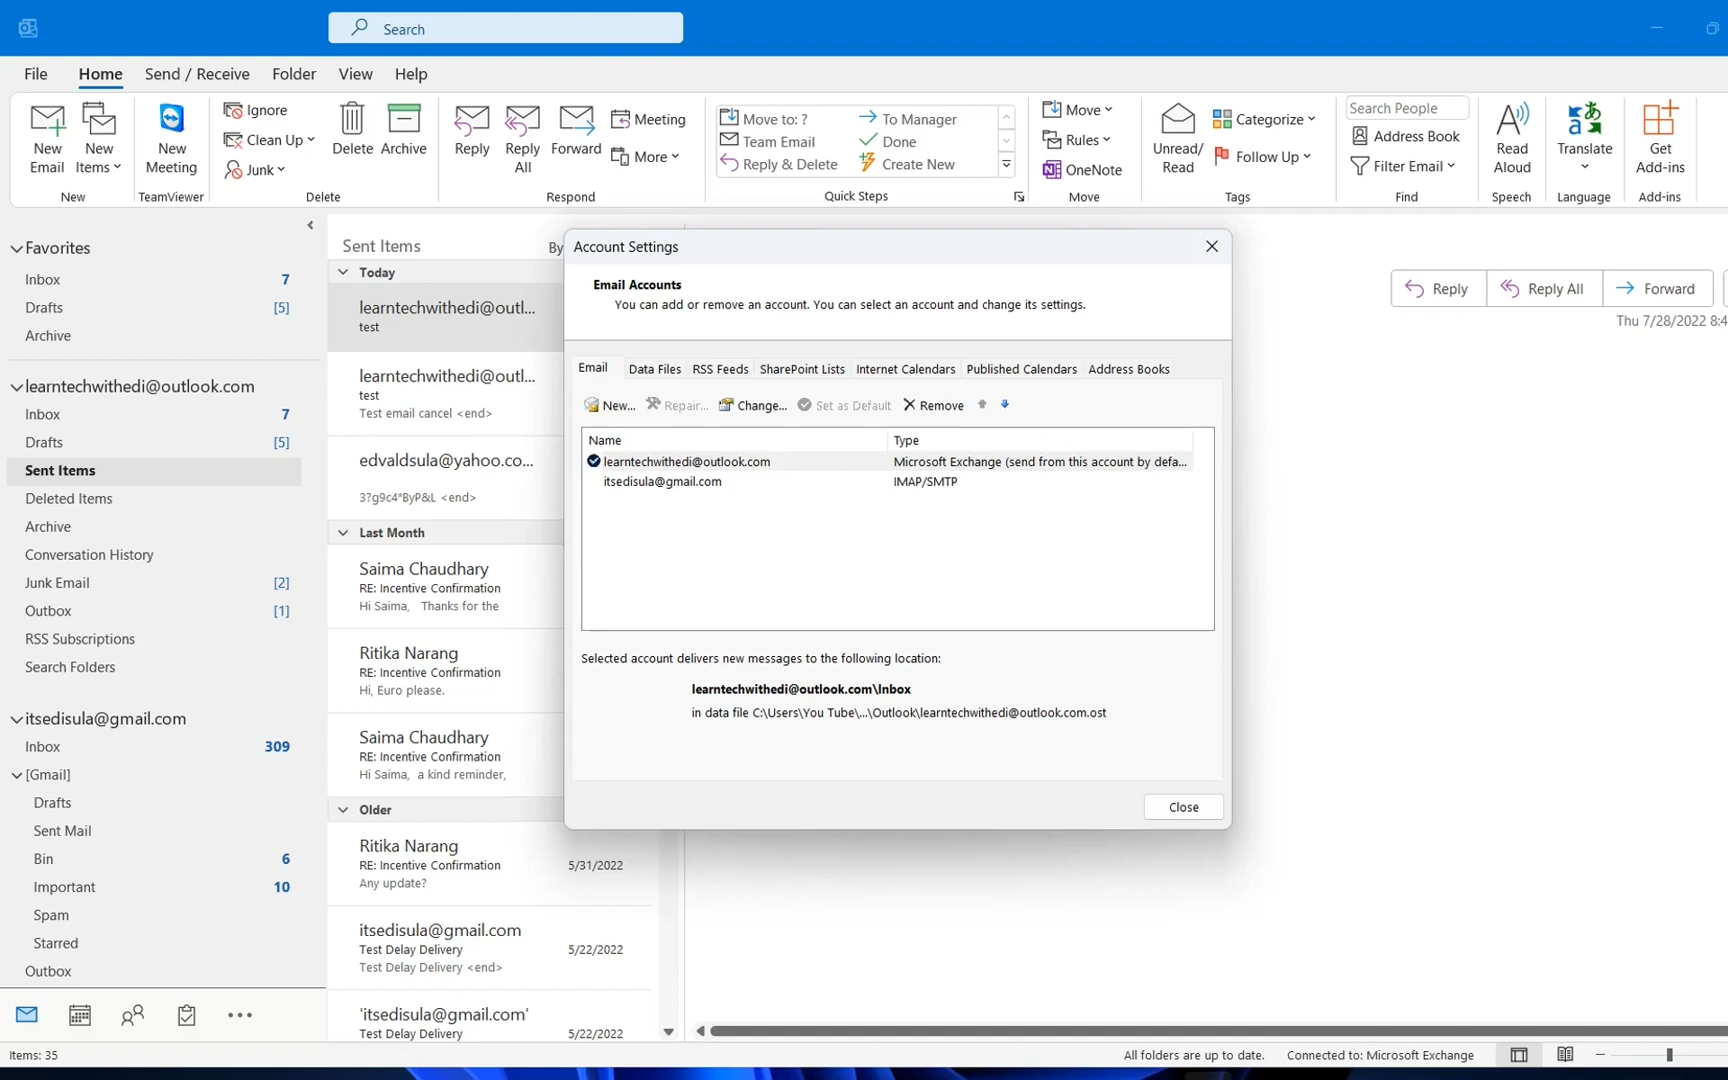 Search
File Home Send / Receive Folder View Help
New Email
New Items
New
New Meeting
TeamViewer
Ignore
Clean Up
Junk
Delete
Archive
Delete
Reply
Reply All
Forward
Meeting
More
Respond
Move to: ?
Team Email
Reply & Delete
To Manager
Done
Create New
Quick Steps
Move
Rules
OneNote
Move
Unread/ Read
Categorize
Follow Up
Tags
Search People
Address Book
Filter Email
Find
Read Aloud
Speech
Translate
Language
Get Add-ins
Add-ins
Favorites
Inbox 7
Drafts [5]
Archive
learntechwithedi@outlook.com
Inbox 7
Drafts [5]
Sent Items
Deleted Items
Archive
Conversation History
Junk Email [2]
Outbox [1]
RSS Subscriptions
Search Folders
itsedisula@gmail.com
Inbox 309
[Gmail]
Drafts
Sent Mail
Bin 6
Important 10
Spam
Starred
Outbox
Sent Items By
Today
learntechwithedi@outl...
test
learntechwithedi@outl...
test
Test email cancel <end>
edvaldsula@yahoo.co...
3?g9c4*ByP&L <end>
Last Month
Saima Chaudhary
RE: Incentive Confirmation
Hi Saima, Thanks for the
Ritika Narang
RE: Incentive Confirmation
Hi, Euro please.
Saima Chaudhary
RE: Incentive Confirmation
Hi Saima, a kind reminder,
Older
Ritika Narang
RE: Incentive Confirmation 5/31/2022
Any update?
itsedisula@gmail.com
Test Delay Delivery 5/22/2022
Test Delay Delivery <end>
'itsedisula@gmail.com'
Test Delay Delivery 5/22/2022
Account Settings
Email Accounts
You can add or remove an account. You can select an account and change its settings.
Email Data Files RSS Feeds SharePoint Lists Internet Calendars Published Calendars Address Books
New... Repair... Change... Set as Default Remove
Name Type
learntechwithedi@outlook.com Microsoft Exchange (send from this account by defa...
itsedisula@gmail.com IMAP/SMTP
Selected account delivers new messages to the following location:
learntechwithedi@outlook.com\Inbox
in data file C:\Users\You Tube\...\Outlook\learntechwithedi@outlook.com.ost
Close
Reply Reply All Forward
Thu 7/28/2022 8:4
Items: 35 All folders are up to date. Connected to: Microsoft Exchange